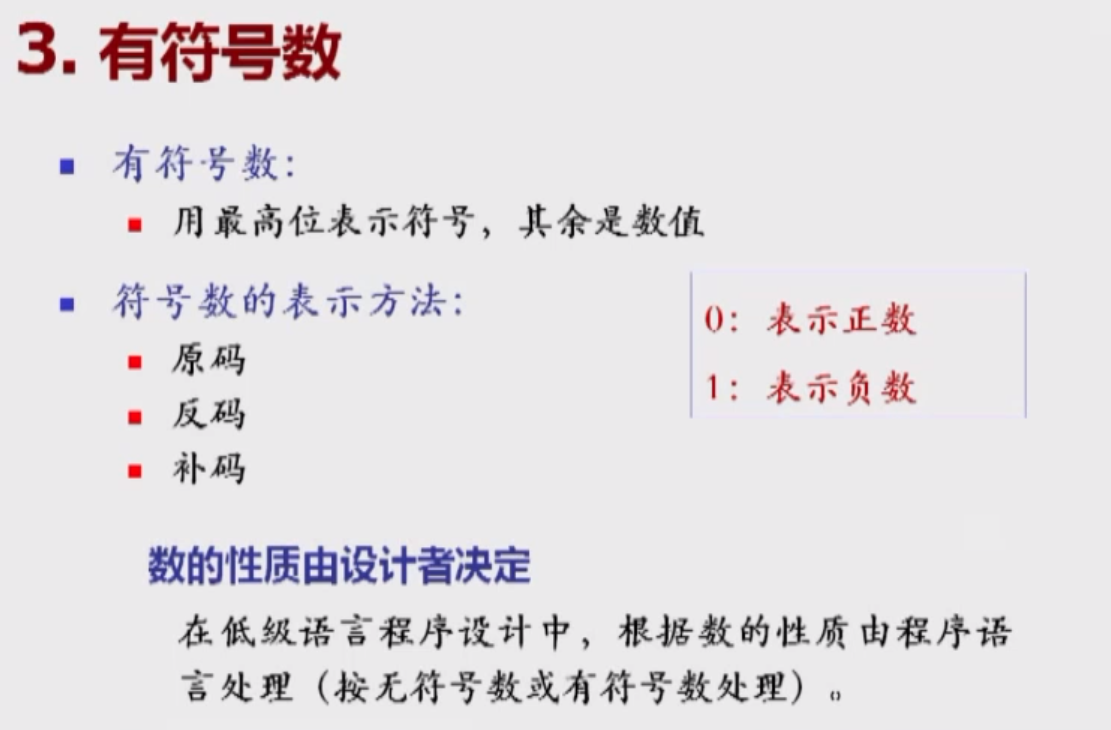 3. 有符号数
有符号数：
用最高位表示符号，其余是数值
符号数的表示方法：
原码
反码
补码
0：表示正数
1：表示负数
数的性质由设计者决定
在低级语言程序设计中，根据数的性质由程序语
言处理（按无符号数或有符号数处理）。